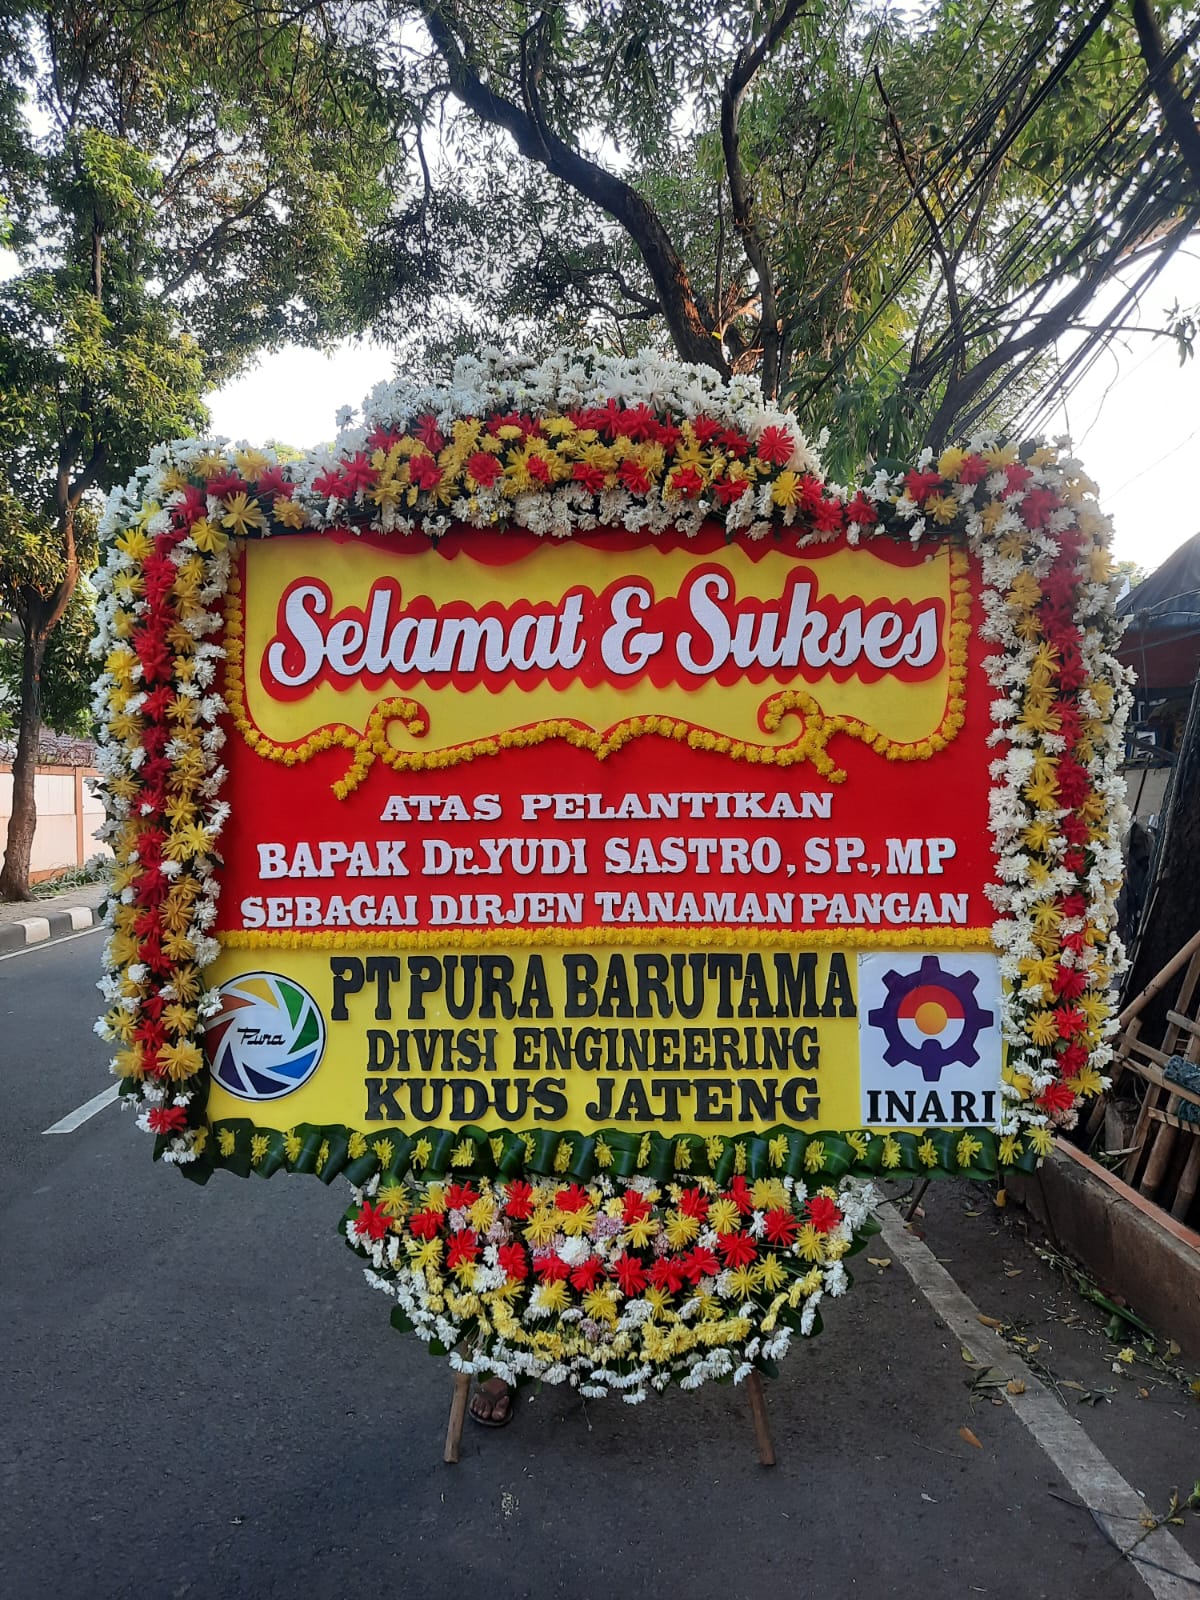 Selamat & Sukses
ATAS PELANTIKAN
BAPAK Dr.YUDI SASTRO, SP., MP
SEBAGAI DIRJEN TANAMAN PANGAN
PT PURA BARUTAMA
DIVISI ENGINEERING
KUDUS JATENG
Pura
INARI